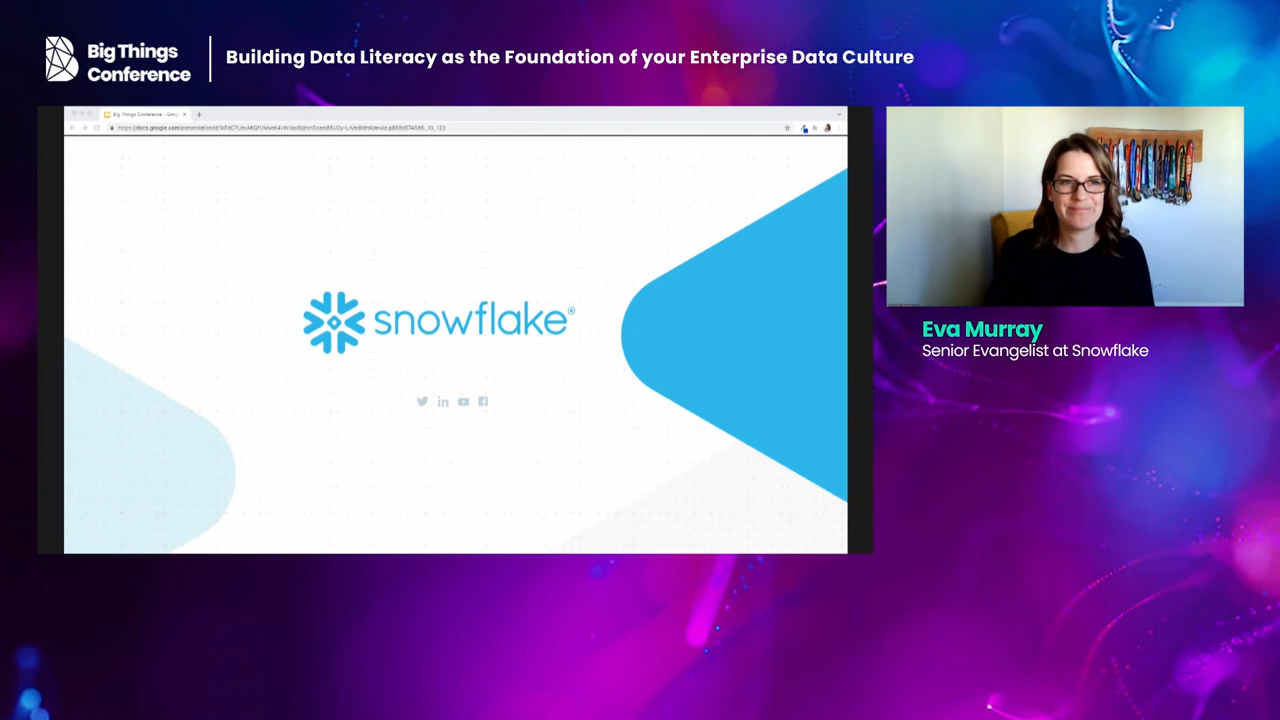 Big Things
Conference
Building Data Literacy as the Foundation of your Enterprise Data Culture
snowflake®
Eva Murray
Senior Evangelist at Snowflake